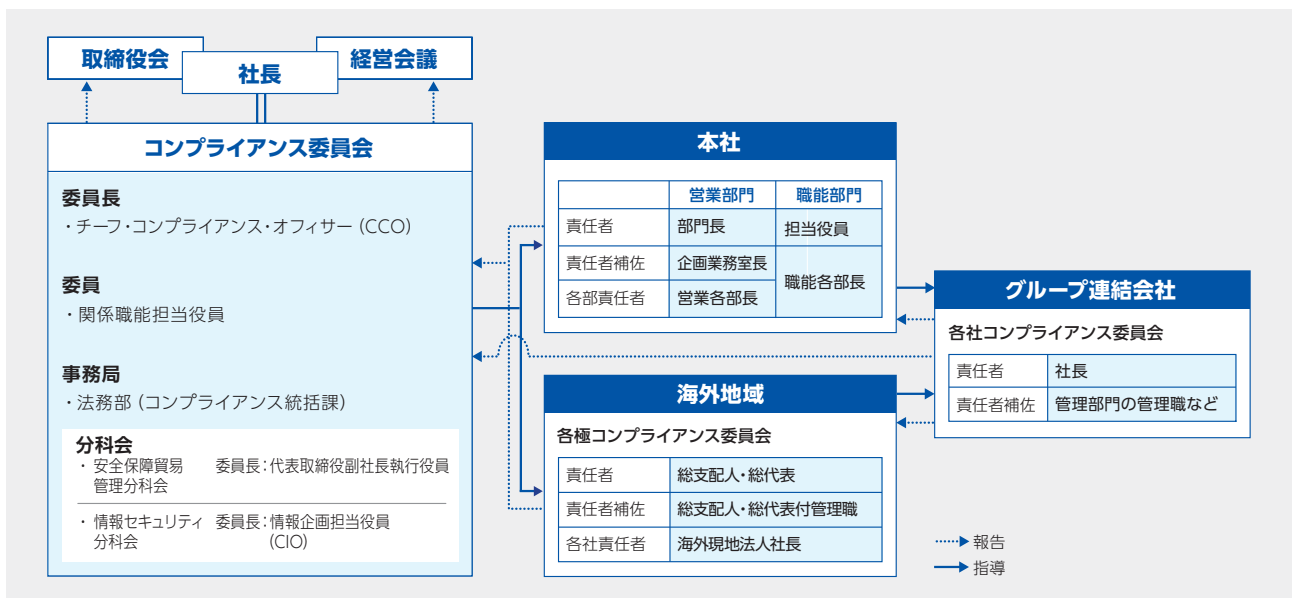 取締役会
社長
経営会議
コンプライアンス委員会
委員長
・チーフ・コンプライアンス・オフィサー(CCO)
委員
・関係職能担当役員
事務局
・法務部(コンプライアンス統括課)
分科会
・安全保障貿易 委員長:代表取締役副社長執行役員
管理分科会
・情報セキュリティ 委員長:情報企画担当役員
分科会 (CIO)
本社
営業部門 職能部門
責任者 部門長 担当役員
責任者補佐 企画業務室長 職能各部長
各部責任者 営業各部長
海外地域
各極コンプライアンス委員会
責任者 総支配人・総代表
責任者補佐 総支配人・総代表付管理職
各社責任者 海外現地法人社長
グループ連結会社
各社コンプライアンス委員会
責任者 社長
責任者補佐 管理部門の管理職など
報告
指導